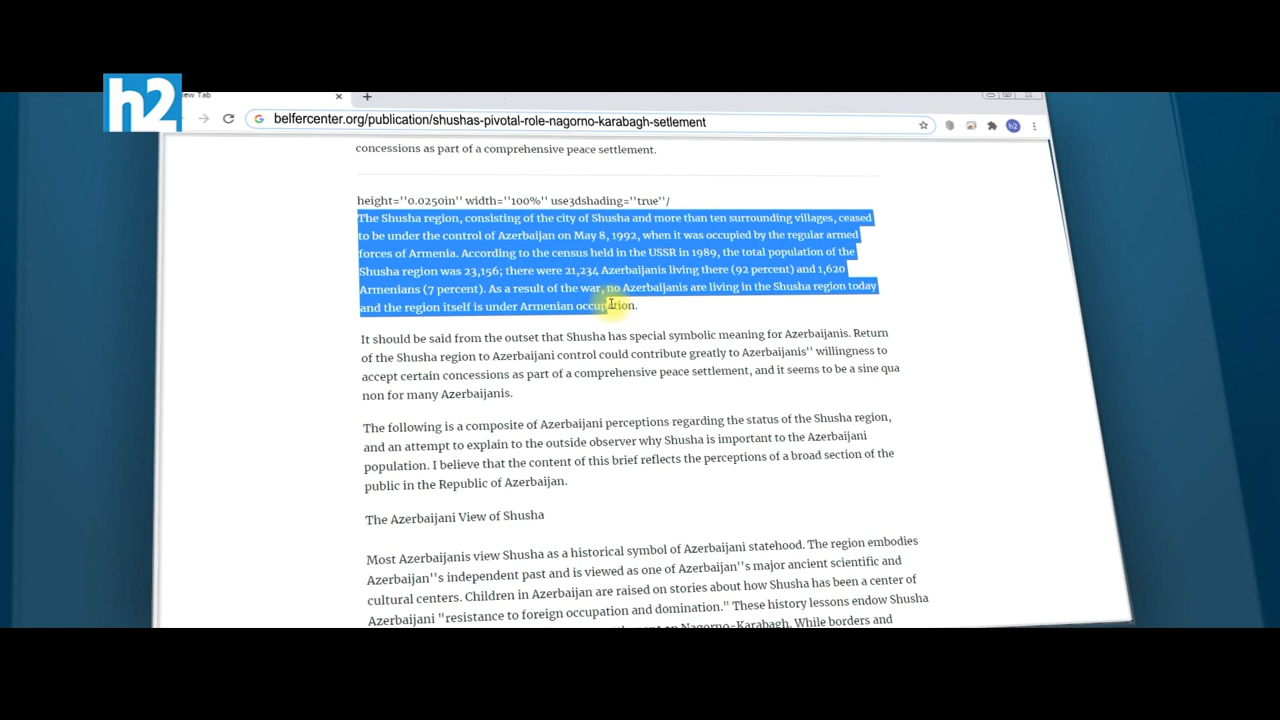 h2
ew Tab
belfercenter.org/publication/shushas-pivotal-role-nagorno-karabagh-setlement
h2
concessions as part of a comprehensive peace settlement.
height=''0.0250in'' width=''100%'' use3dshading=''true''/
The Shusha region, consisting of the city of Shusha and more than ten surrounding villages, ceased
to be under the control of Azerbaijan on May 8, 1992, when it was occupied by the regular armed
forces of Armenia. According to the census held in the USSR in 1989, the total population of the
Shusha region was 23,156; there were 21,234 Azerbaijanis living there (92 percent) and 1,620
Armenians (7 percent). As a result of the war, no Azerbaijanis are living in the Shusha region today
and the region itself is under Armenian occupation.
It should be said from the outset that Shusha has special symbolic meaning for Azerbaijanis. Return
of the Shusha region to Azerbaijani control could contribute greatly to Azerbaijanis'' willingness to
accept certain concessions as part of a comprehensive peace settlement, and it seems to be a sine qua
non for many Azerbaijanis.
The following is a composite of Azerbaijani perceptions regarding the status of the Shusha region,
and an attempt to explain to the outside observer why Shusha is important to the Azerbaijani
population. I believe that the content of this brief reflects the perceptions of a broad section of the
public in the Republic of Azerbaijan.
The Azerbaijani View of Shusha
Most Azerbaijanis view Shusha as a historical symbol of Azerbaijani statehood. The region embodies
Azerbaijan''s independent past and is viewed as one of Azerbaijan''s major ancient scientific and
cultural centers. Children in Azerbaijan are raised on stories about how Shusha has been a center of
Azerbaijani "resistance to foreign occupation and domination." These history lessons endow Shusha
on Nagorno-Karabagh. While borders and